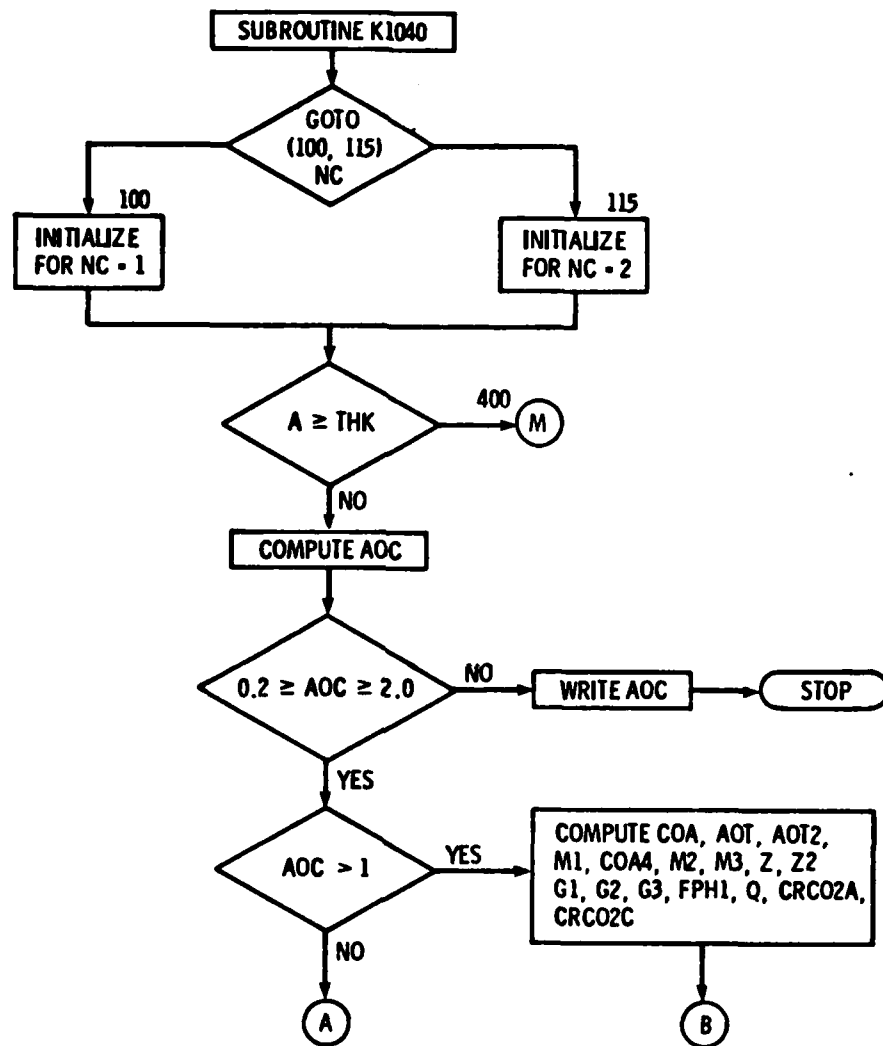 SUBROUTINE K1040
GOTO
(100, 115)
NC
100
115
INITIALIZE
FOR NC = 1
INITIALIZE
FOR NC = 2
A ≥ THK
400
M
NO
COMPUTE AOC
0.2 ≥ AOC ≥ 2.0
NO
WRITE AOC
STOP
YES
AOC > 1
YES
COMPUTE COA, AOT, AOT2,
M1, COA4, M2, M3, Z, Z2
G1, G2, G3, FPH1, Q, CRCO2A,
CRCO2C
NO
A
B